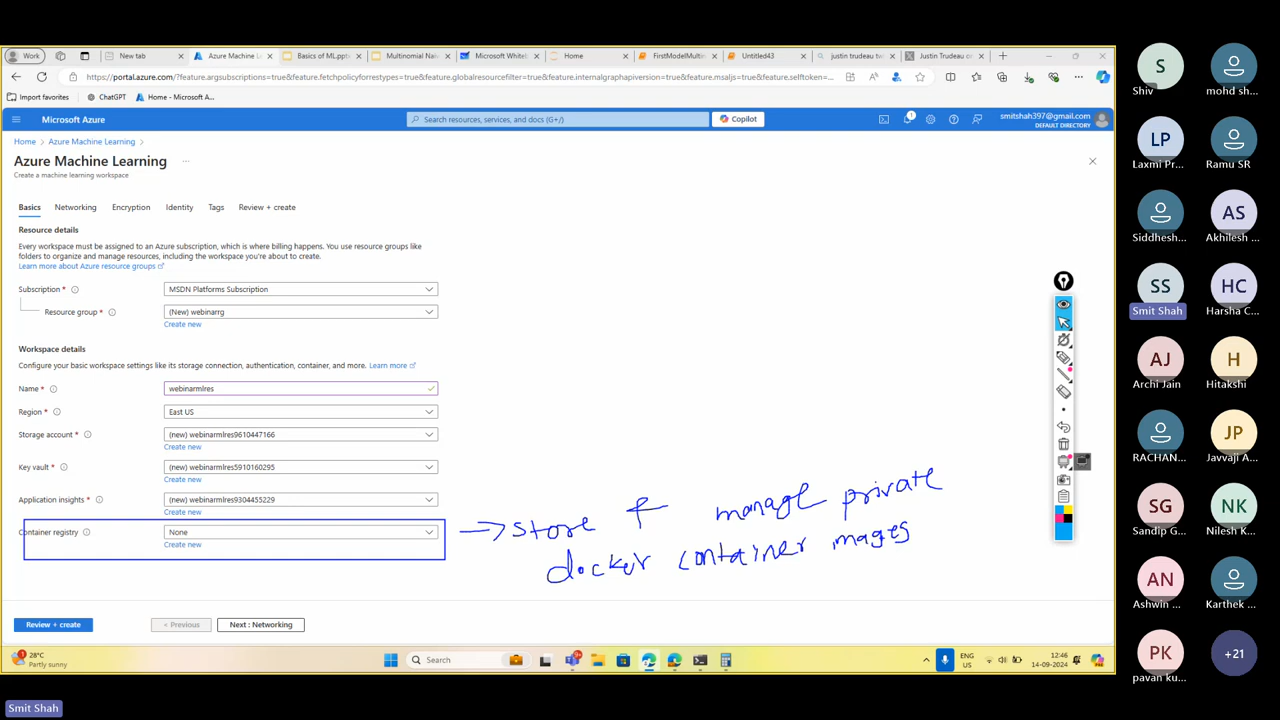 Work
New tab
Azure Machine L
Basics of ML.ppt
Multinomial Nai
Microsoft Whiteb
Home
FirstModelMultin
Untitled43
justin trudeau tw
Justin Trudeau on
https://portal.azure.com/?feature.argsubscriptions=true&feature.fetchpolicyforrestypes=true&feature.globalresourcefilter=true&feature.internalgraphapiversion=true&feature.msaljs=true&feature.selftoken=...
Import favorites
ChatGPT
Home - Microsoft A...
Microsoft Azure
Search resources, services, and docs (G+/)
Copilot
1
smitshah397@gmail.com
DEFAULT DIRECTORY
Home > Azure Machine Learning >
Azure Machine Learning ...
Create a machine learning workspace
Basics Networking Encryption Identity Tags Review + create
Resource details
Every workspace must be assigned to an Azure subscription, which is where billing happens. You use resource groups like
folders to organize and manage resources, including the workspace you're about to create.
Learn more about Azure resource groups
Subscription * MSDN Platforms Subscription
Resource group * (New) webinarrg
Create new
Workspace details
Configure your basic workspace settings like its storage connection, authentication, container, and more. Learn more
Name * webinarmlres
Region * East US
Storage account * (new) webinarmlres9610447166
Create new
Key vault * (new) webinarmlres5910160295
Create new
Application insights * (new) webinarmlres9304455229
Create new
Container registry None
Create new
→ store & manage private
docker container images
Review + create
< Previous
Next : Networking
28°C
Partly sunny
Search
ENG
US
12:46
14-09-2024
S
Shiv
mohd sh...
LP
Laxmi Pr...
Ramu SR
Siddhesh...
AS
Akhilesh ...
SS
Smit Shah
HC
Harsha C...
AJ
Archi Jain
H
Hitakshi
RACHAN...
JP
Javvaji A...
SG
Sandip G...
NK
Nilesh K...
AN
Ashwin ...
Karthek ...
PK
pavan ku...
+21
Smit Shah